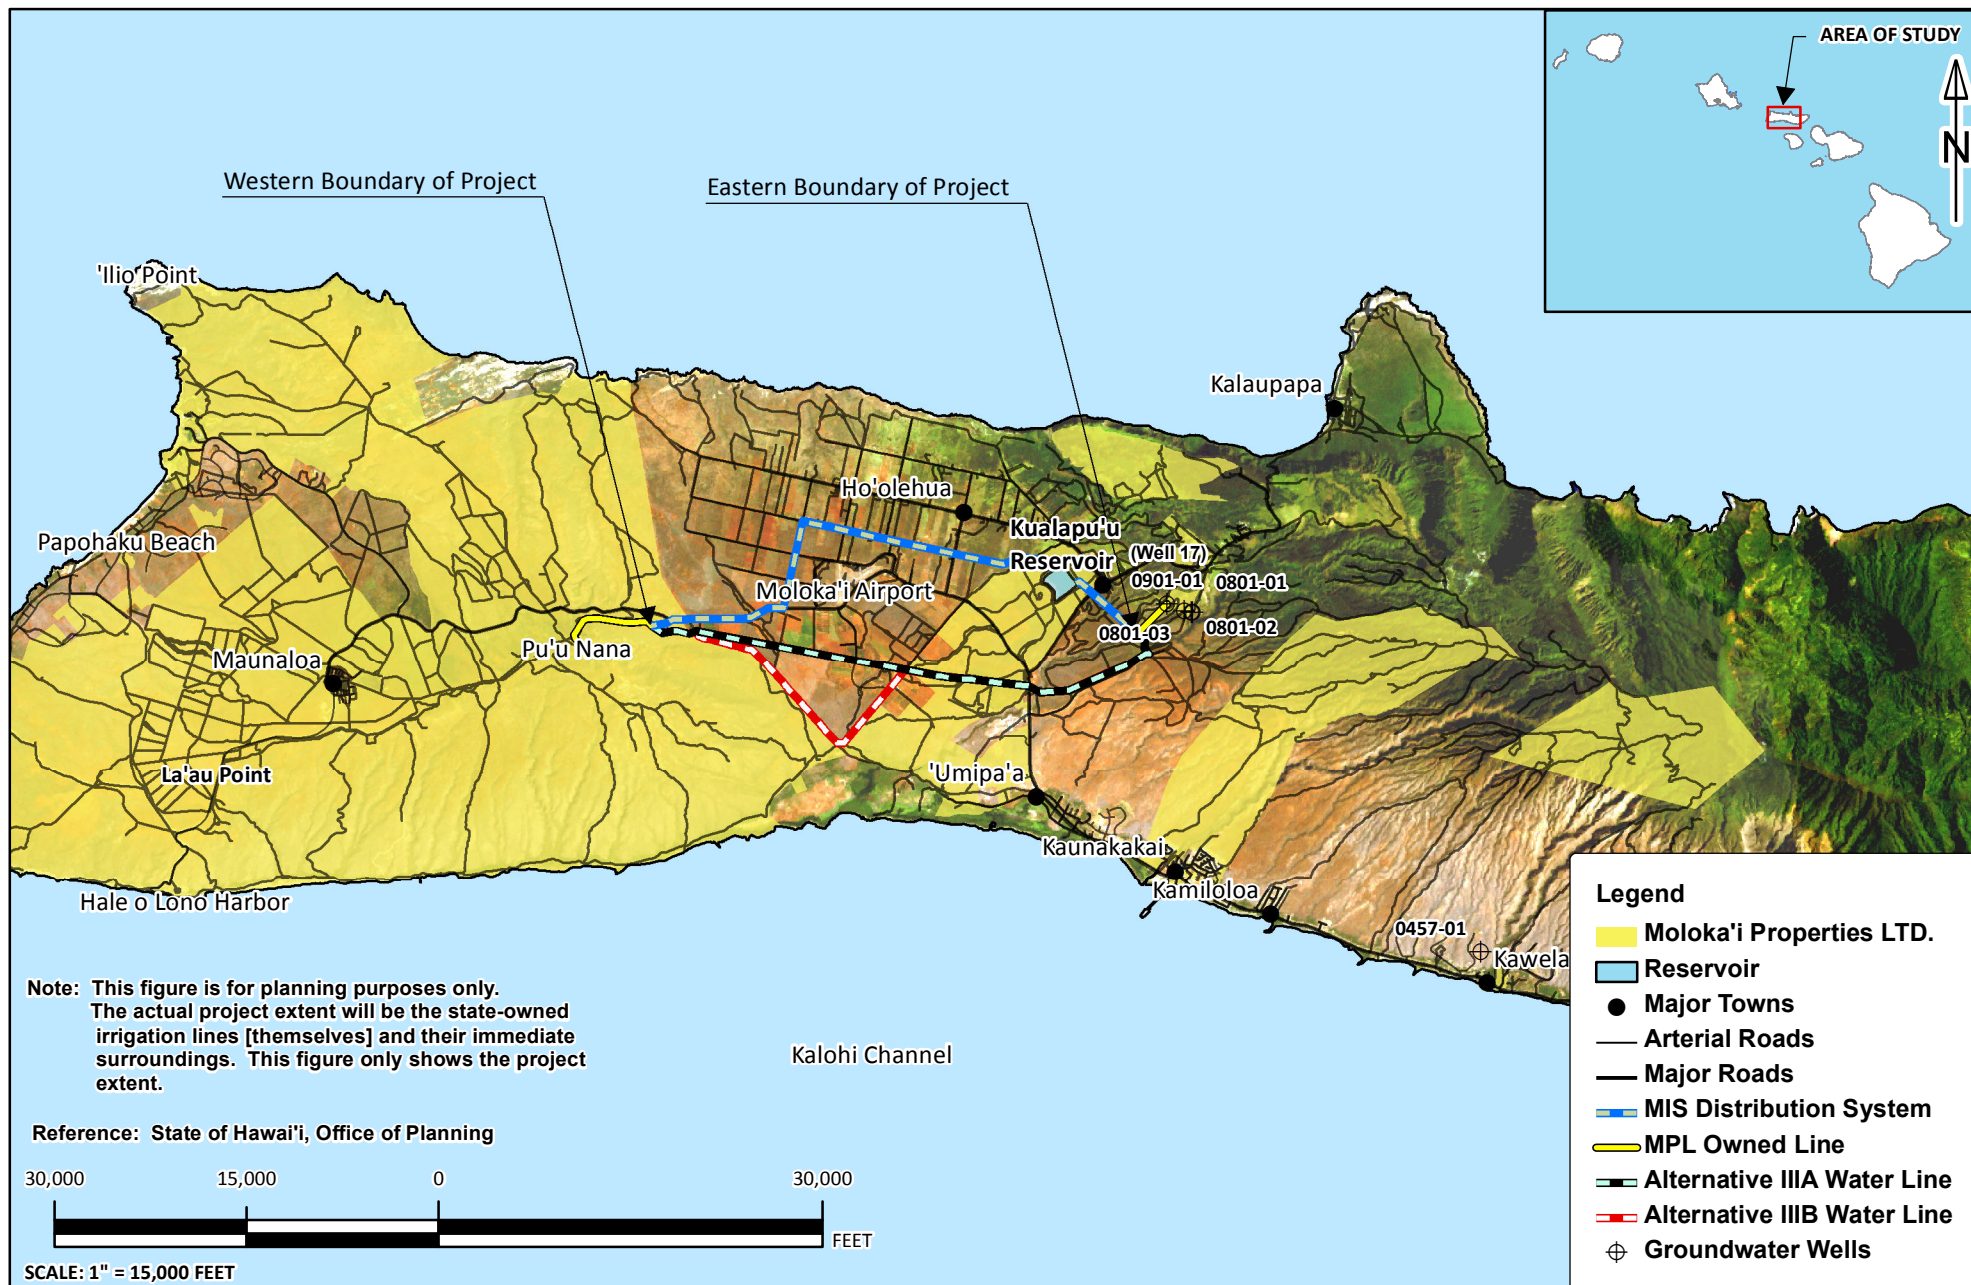 AREA OF STUDY
N
Western Boundary of Project
Eastern Boundary of Project
'Ilio Point
Kalaupapa
Ho'olehua
Kualapu'u
Reservoir
(Well 17)
0901-01
0801-01
Papohaku Beach
Moloka'i Airport
0801-02
0801-03
Pu'u Nana
Maunaloa
La'au Point
'Umipa'a
Kaunakakai
Kamiloloa
Hale o Lono Harbor
0457-01
Kawela
Kalohi Channel
Note: This figure is for planning purposes only.
The actual project extent will be the state-owned
irrigation lines [themselves] and their immediate
surroundings. This figure only shows the project
extent.
Reference: State of Hawai'i, Office of Planning
30,000 15,000 0 30,000
FEET
SCALE: 1" = 15,000 FEET
Legend
Moloka'i Properties LTD.
Reservoir
Major Towns
Arterial Roads
Major Roads
MIS Distribution System
MPL Owned Line
Alternative IIIA Water Line
Alternative IIIB Water Line
Groundwater Wells